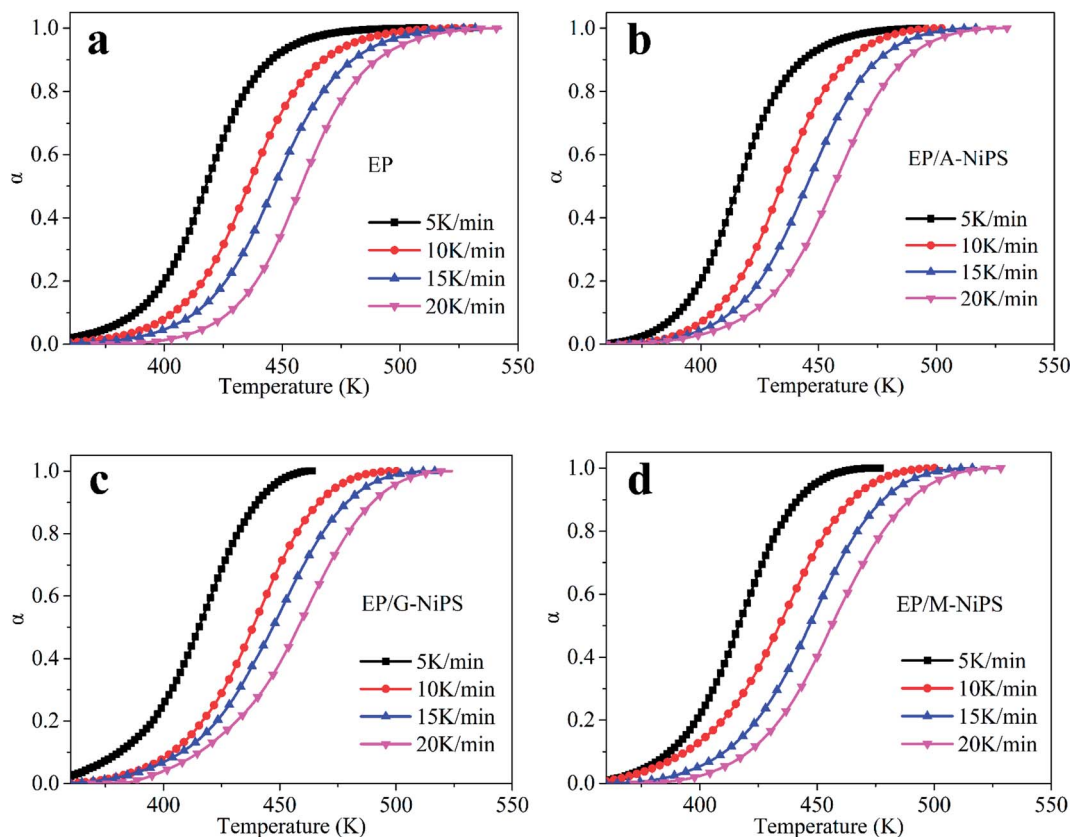 a
1.0
0.8
0.6
0.4
0.2
0.0
α
EP
5K/min
10K/min
15K/min
20K/min
400
450
500
550
Temperature (K)
b
1.0
0.8
0.6
0.4
0.2
0.0
α
EP/A-NiPS
5K/min
10K/min
15K/min
20K/min
400
450
500
550
Temperature (K)
c
1.0
0.8
0.6
0.4
0.2
0.0
α
EP/G-NiPS
5K/min
10K/min
15K/min
20K/min
400
450
500
550
Temperature (K)
d
1.0
0.8
0.6
0.4
0.2
0.0
α
EP/M-NiPS
5K/min
10K/min
15K/min
20K/min
400
450
500
550
Temperature (K)